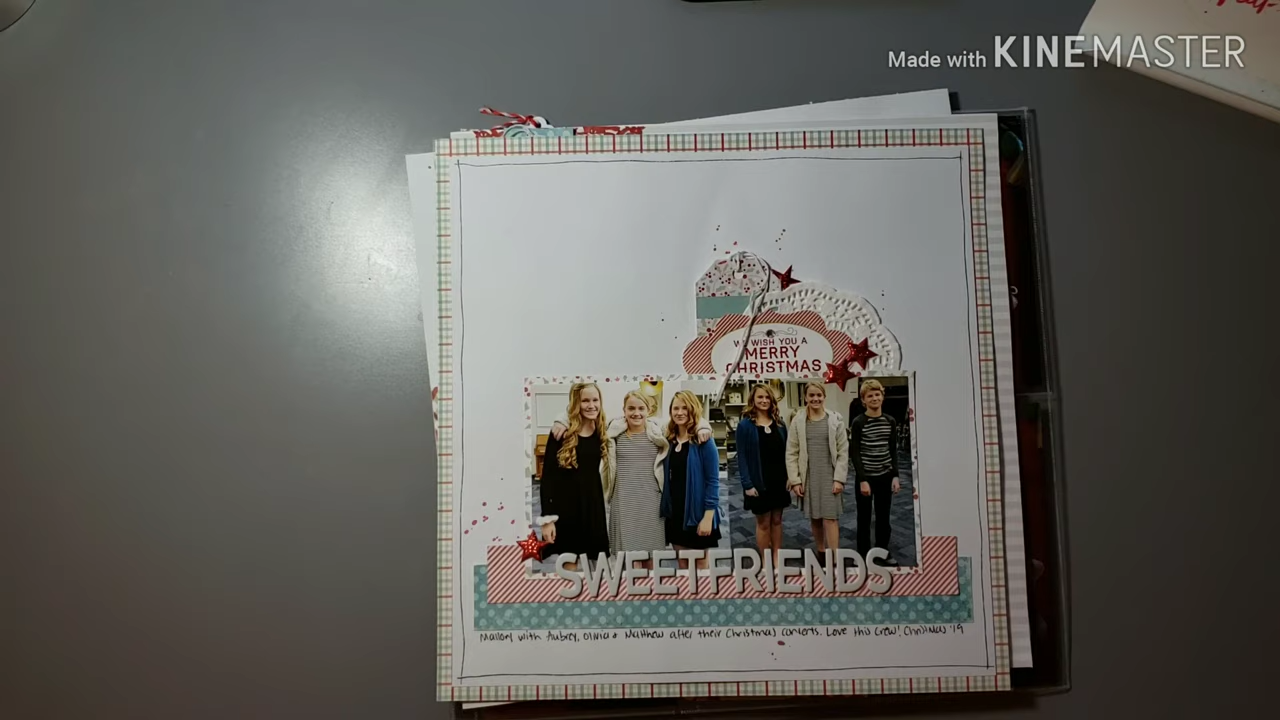 Made with KINEMASTER
WE WISH YOU A
MERRY
CHRISTMAS
SWEETFRIENDS
Mallory with Aubrey, Olivia & Matthew after their Christmas concerts. Love this crew! Christmas '19